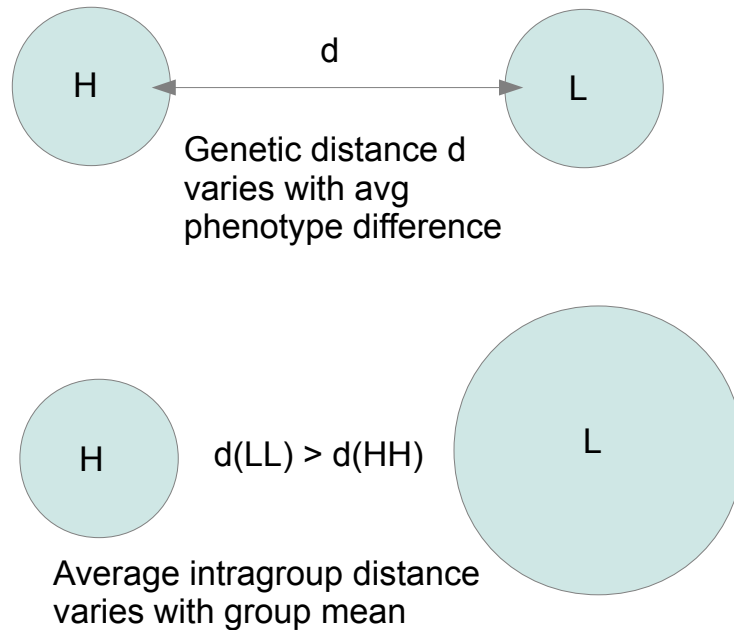 d
H
L
Genetic distance d
varies with avg
phenotype difference
H
d(LL) > d(HH)
L
Average intragroup distance
varies with group mean